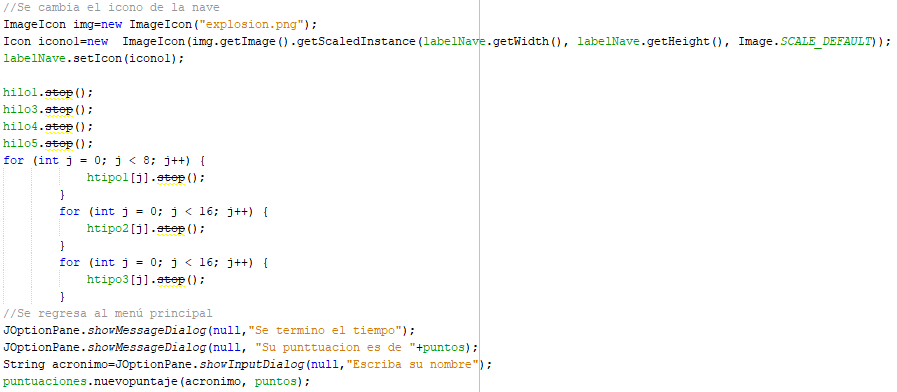 //Se cambia el icono de la nave
ImageIcon img=new ImageIcon("explosion.png");
Icon icono1=new  ImageIcon(img.getImage().getScaledInstance(labelNave.getWidth(), labelNave.getHeight(), Image.SCALE_DEFAULT));
labelNave.setIcon(icono1);
hilo1.stop();
hilo3.stop();
hilo4.stop();
hilo5.stop();
for (int j = 0; j < 8; j++) {
htipo1[j].stop();
}
for (int j = 0; j < 16; j++) {
htipo2[j].stop();
}
for (int j = 0; j < 16; j++) {
htipo3[j].stop();
}
//Se regresa al menú principal
JOptionPane.showMessageDialog(null,"Se termino el tiempo");
JOptionPane.showMessageDialog(null, "Su punttuacion es de "+puntos);
String acronimo=JOptionPane.showInputDialog(null,"Escriba su nombre");
puntuaciones.nuevopuntaje(acronimo, puntos);